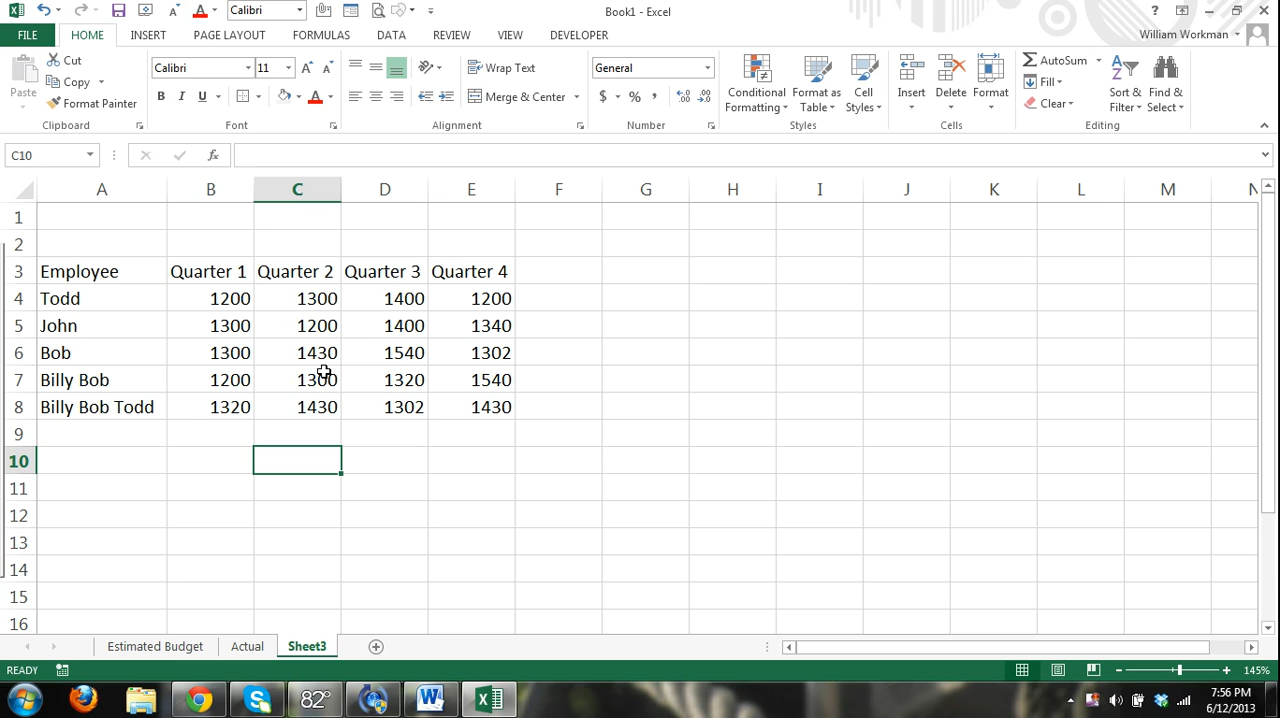 Calibri
Book1 - Excel
?
FILE HOME INSERT PAGE LAYOUT FORMULAS DATA REVIEW VIEW DEVELOPER William Workman
Paste
Cut
Copy
Format Painter
Clipboard
Calibri 11
B I U
Font
Wrap Text
Merge & Center
Alignment
General
$ % ,
Number
Conditional Formatting
Format as Table
Cell Styles
Styles
Insert Delete Format
Cells
AutoSum
Fill
Clear
Sort & Filter
Find & Select
Editing
C10 fx
A B C D E F G H I J K L M N
1
2
3 Employee Quarter 1 Quarter 2 Quarter 3 Quarter 4
4 Todd 1200 1300 1400 1200
5 John 1300 1200 1400 1340
6 Bob 1300 1430 1540 1302
7 Billy Bob 1200 1300 1320 1540
8 Billy Bob Todd 1320 1430 1302 1430
9
10
11
12
13
14
15
16
Estimated Budget Actual Sheet3
READY 145%
82°
7:56 PM
6/12/2013